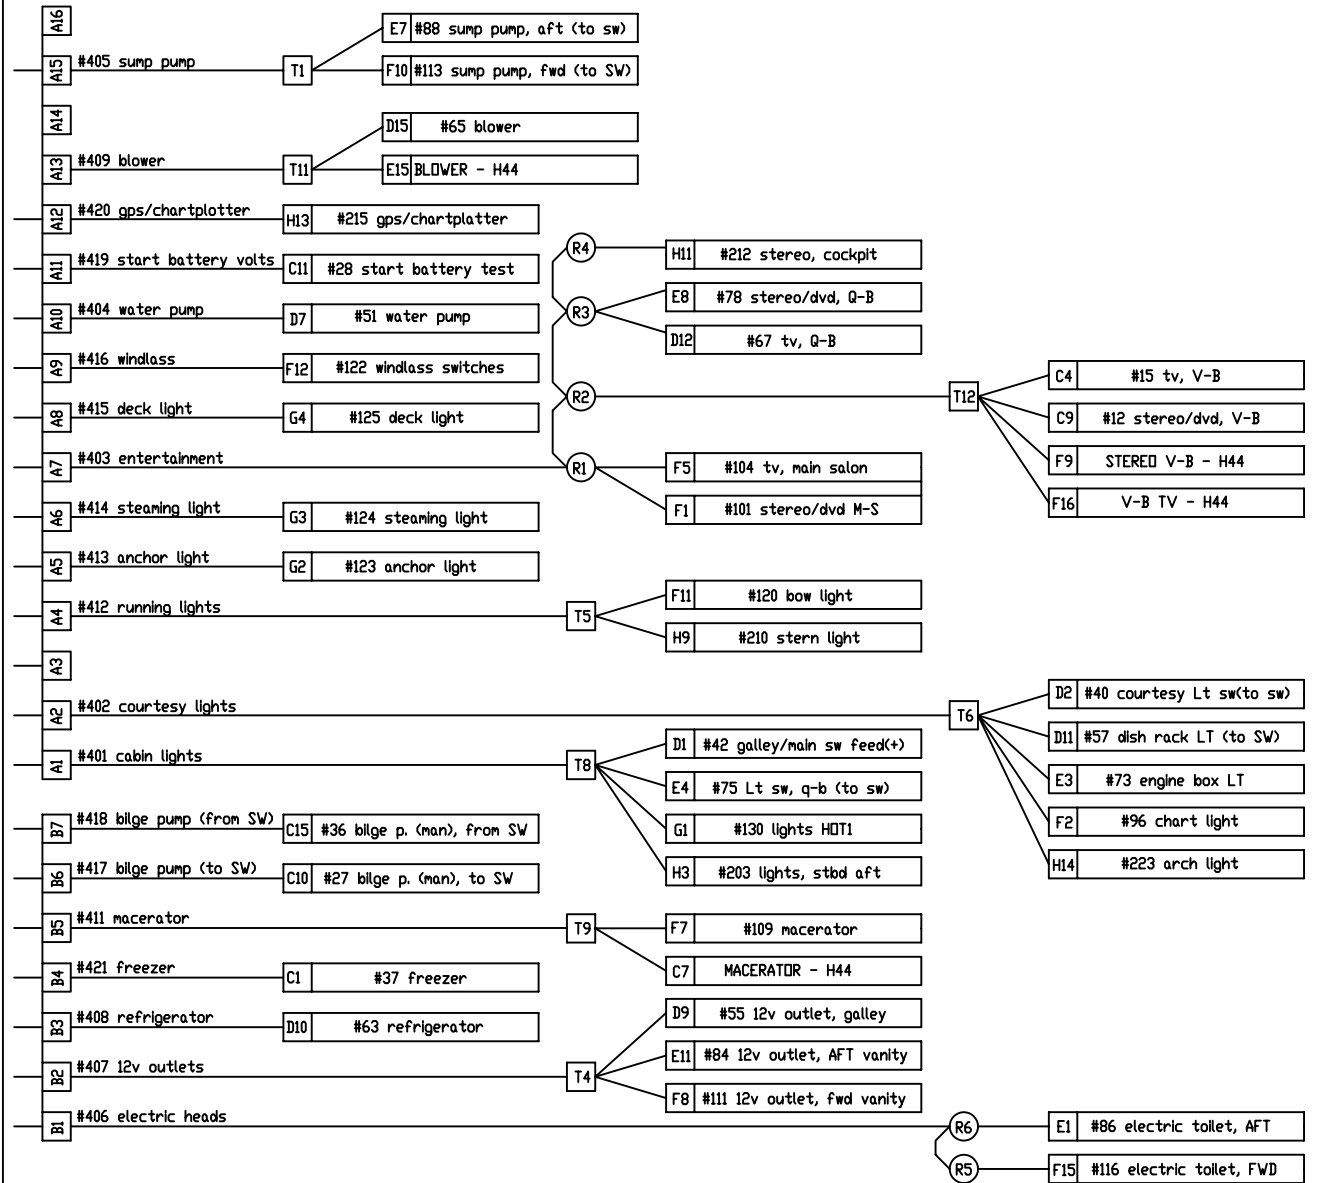 A16
E7 #88 sump pump, aft (to sw)
A15 #405 sump pump T1 F10 #113 sump pump, fwd (to SW)
A14
D15 #65 blower
A13 #409 blower T11 E15 BLOWER - H44
A12 #420 gps/chartplotter H13 #215 gps/chartplatter
R4 H11 #212 stereo, cockpit
A11 #419 start battery volts C11 #28 start battery test
E8 #78 stereo/dvd, Q-B
A10 #404 water pump D7 #51 water pump R3
D12 #67 tv, Q-B
A9 #416 windlass F12 #122 windlass switches
C4 #15 tv, V-B
R2 T12
A8 #415 deck light G4 #125 deck light
C9 #12 stereo/dvd, V-B
A7 #403 entertainment R1 F5 #104 tv, main salon
F9 STEREO V-B - H44
A6 #414 steaming light G3 #124 steaming light
F1 #101 stereo/dvd M-S
F16 V-B TV - H44
A5 #413 anchor light G2 #123 anchor light
F11 #120 bow light
A4 #412 running lights T5
H9 #210 stern light
A3
D2 #40 courtesy Lt sw(to sw)
A2 #402 courtesy lights T6
D11 #57 dish rack LT (to SW)
D1 #42 galley/main sw feed(+)
A1 #401 cabin lights T8
E3 #73 engine box LT
E4 #75 Lt sw, q-b (to sw)
F2 #96 chart light
B7 #418 bilge pump (from SW) C15 #36 bilge p. (man), from SW
G1 #130 lights HOT1
H14 #223 arch light
B6 #417 bilge pump (to SW) C10 #27 bilge p. (man), to SW
H3 #203 lights, stbd aft
B5 #411 macerator T9 F7 #109 macerator
C7 MACERATOR - H44
B4 #421 freezer C1 #37 freezer
D9 #55 12v outlet, galley
B3 #408 refrigerator D10 #63 refrigerator
E11 #84 12v outlet, AFT vanity
B2 #407 12v outlets T4
F8 #111 12v outlet, fwd vanity
B1 #406 electric heads R6 E1 #86 electric toilet, AFT
R5 F15 #116 electric toilet, FWD